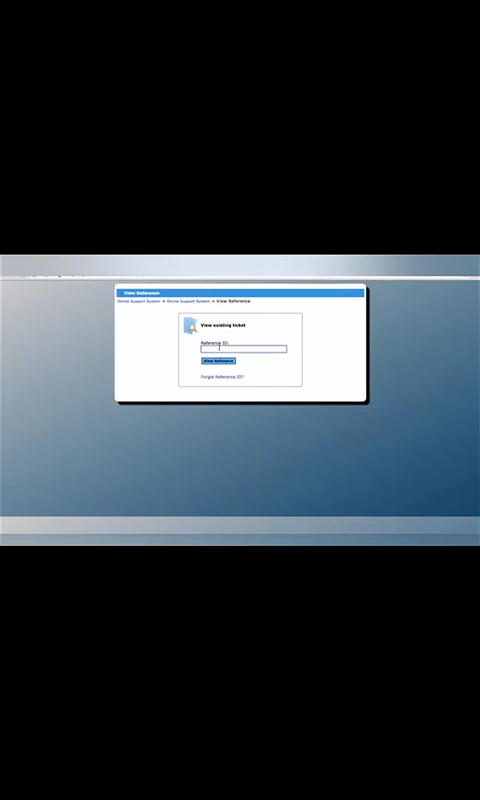 View Reference
Online Support System > Online Support System > View Reference
View existing ticket
Reference ID:
View Reference
Forgot Reference ID?